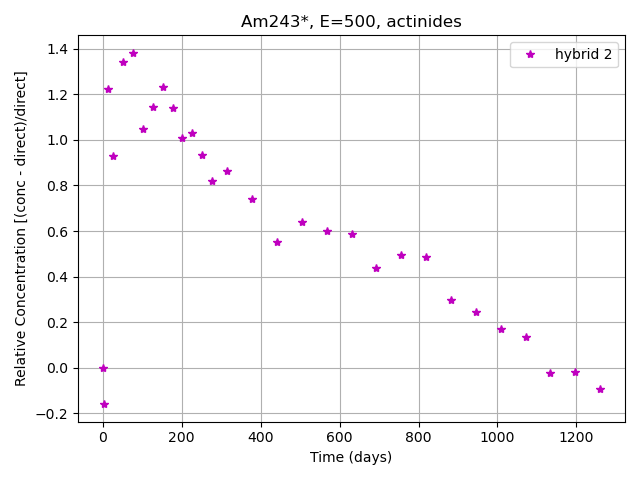 Am243*, E=500, actinides
hybrid 2
Relative Concentration [(conc - direct)/direct]
1.4
1.2
1.0
0.8
0.6
0.4
0.2
0.0
−0.2
0 200 400 600 800 1000 1200
Time (days)